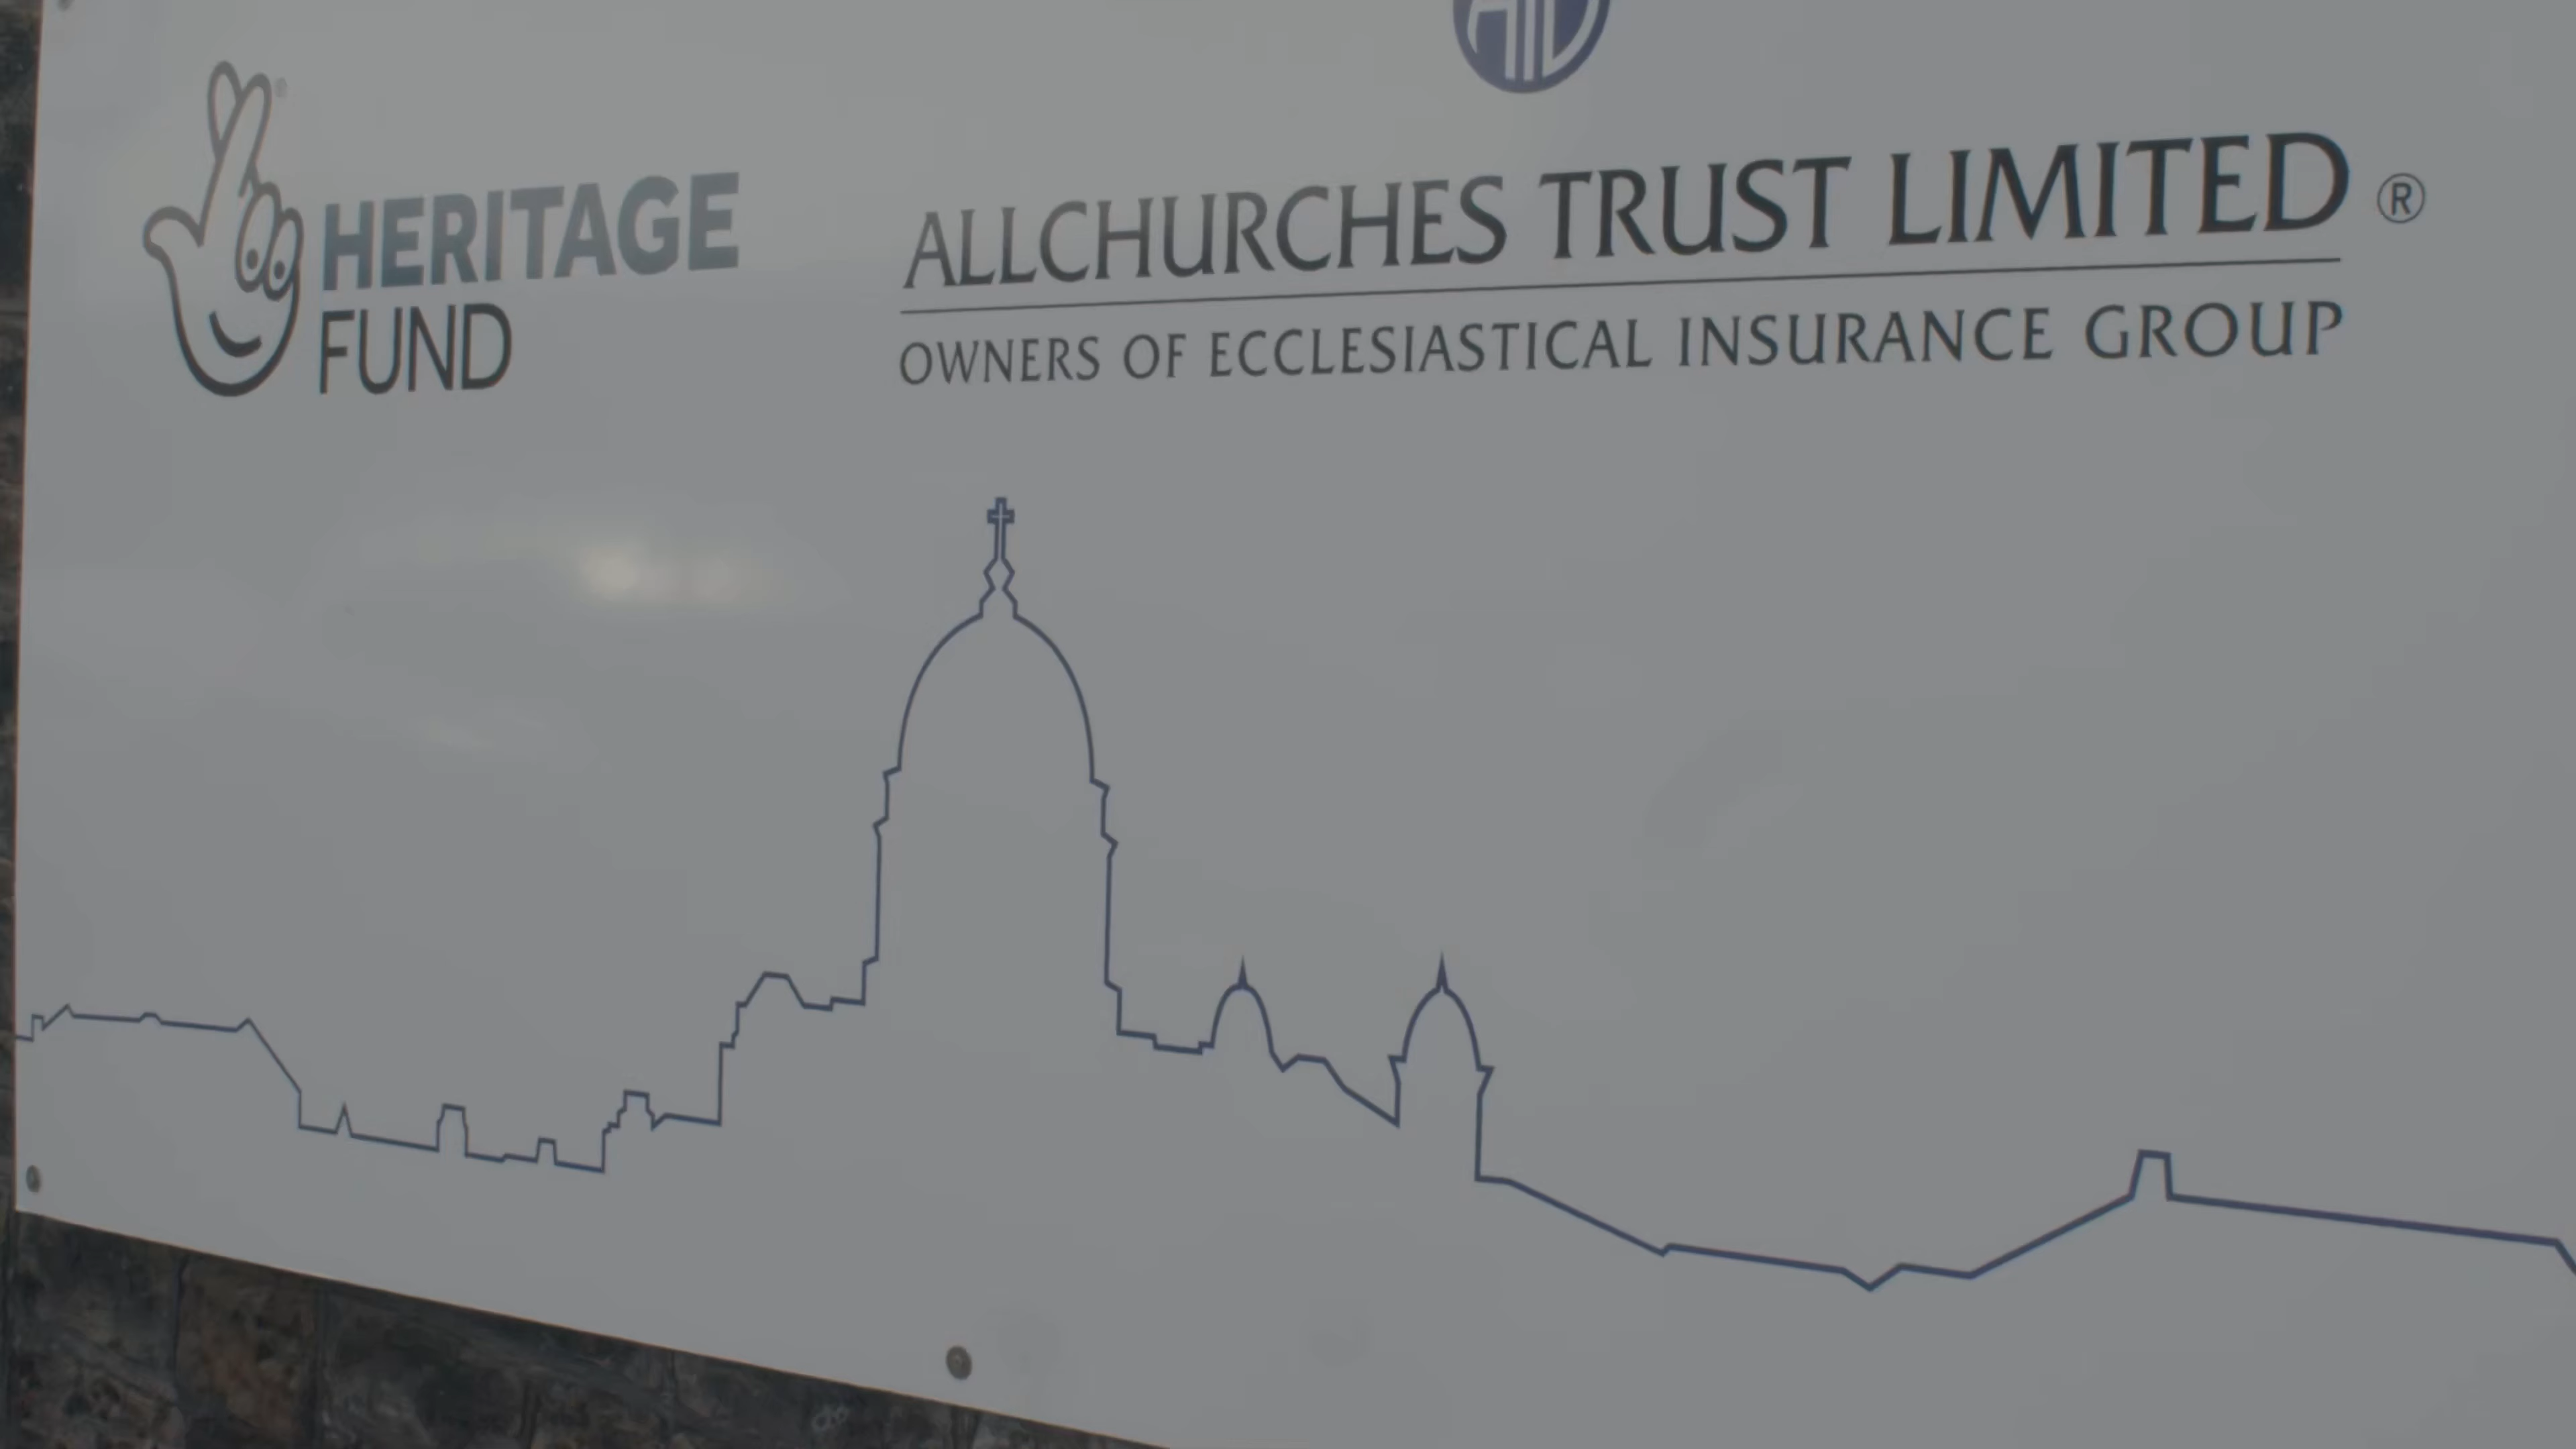 HERITAGE
FUND
ALLCHURCHES TRUST LIMITED ®
OWNERS OF ECCLESIASTICAL INSURANCE GROUP